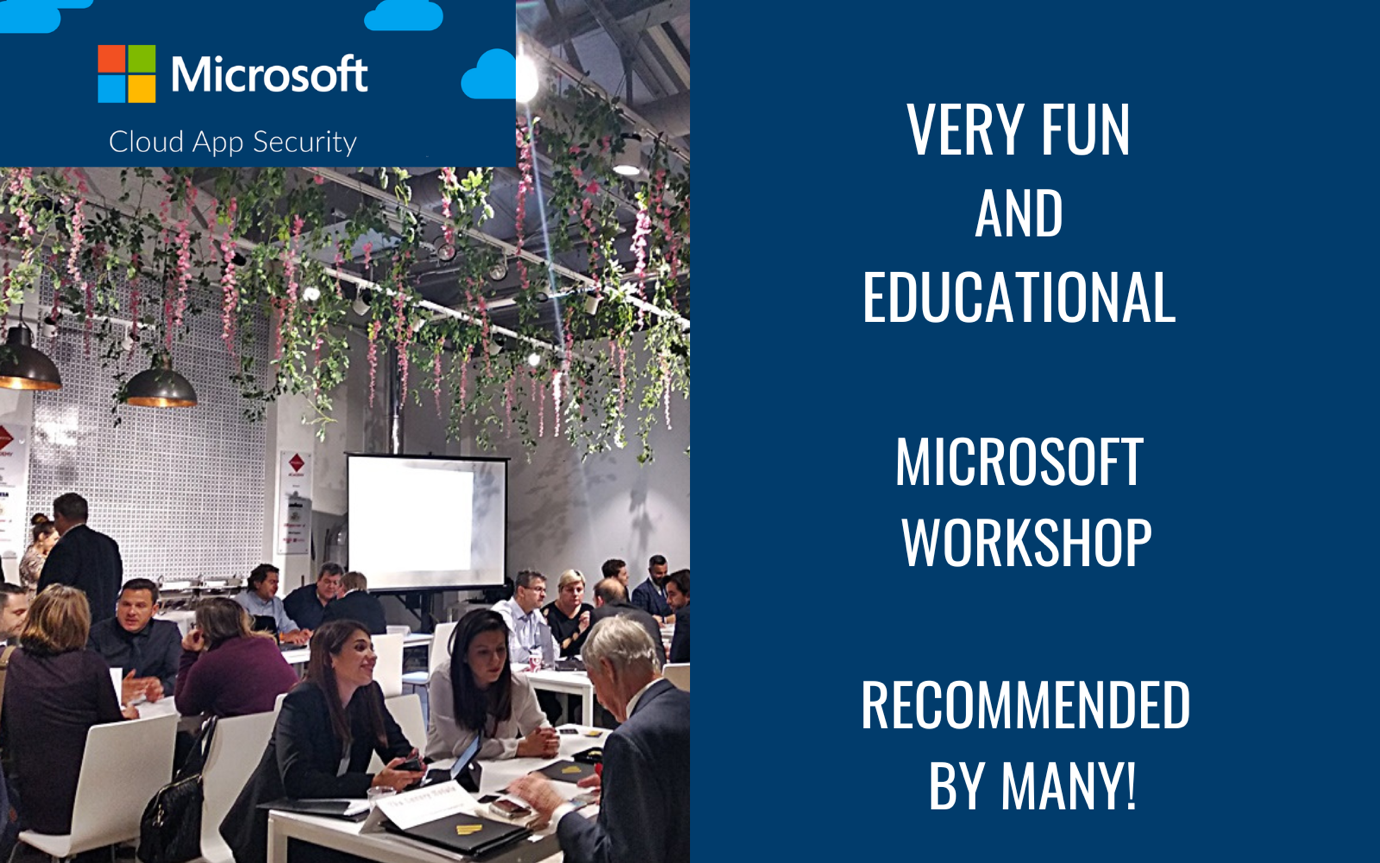 Microsoft
Cloud App Security
VERY FUN
AND
EDUCATIONAL
MICROSOFT
WORKSHOP
RECOMMENDED
BY MANY!